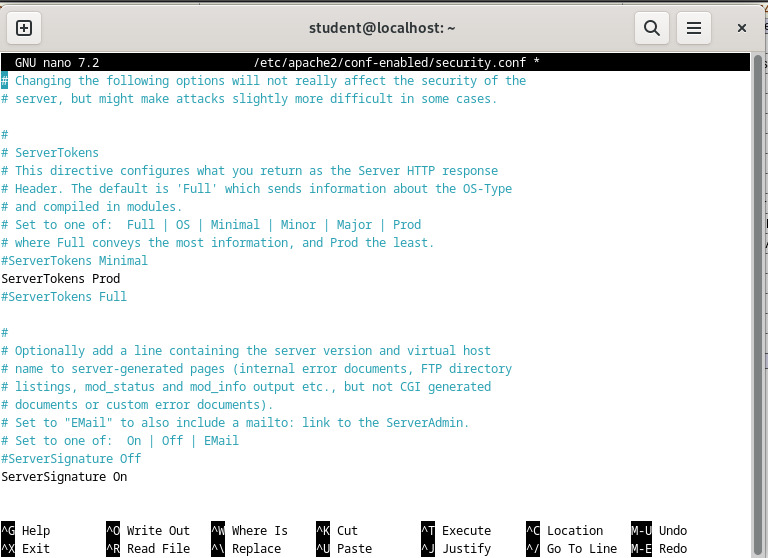 student@localhost: ~
GNU nano 7.2 /etc/apache2/conf-enabled/security.conf *
# Changing the following options will not really affect the security of the
# server, but might make attacks slightly more difficult in some cases.
#
# ServerTokens
# This directive configures what you return as the Server HTTP response
# Header. The default is 'Full' which sends information about the OS-Type
# and compiled in modules.
# Set to one of:  Full | OS | Minimal | Minor | Major | Prod
# where Full conveys the most information, and Prod the least.
#ServerTokens Minimal
ServerTokens Prod
#ServerTokens Full
#
# Optionally add a line containing the server version and virtual host
# name to server-generated pages (internal error documents, FTP directory
# listings, mod_status and mod_info output etc., but not CGI generated
# documents or custom error documents).
# Set to "EMail" to also include a mailto: link to the ServerAdmin.
# Set to one of:  On | Off | EMail
#ServerSignature Off
ServerSignature On
^G Help ^O Write Out ^W Where Is ^K Cut ^T Execute ^C Location M-U Undo
^X Exit ^R Read File ^\ Replace ^U Paste ^J Justify ^/ Go To Line M-E Redo